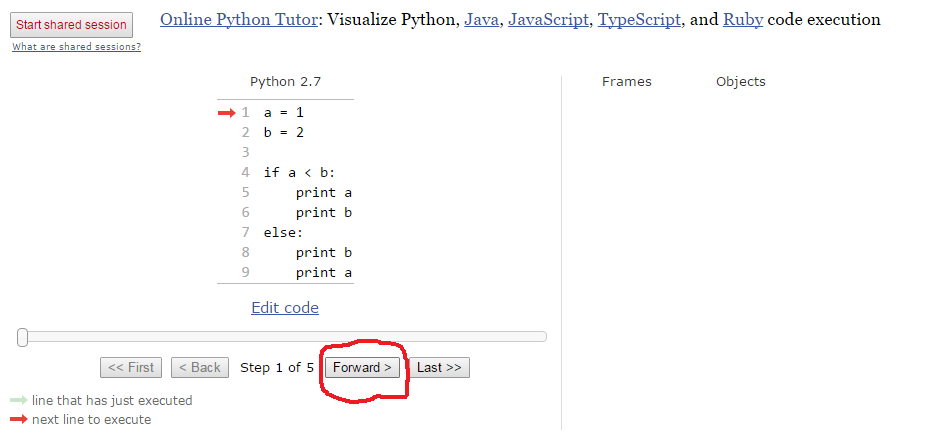 Start shared session
What are shared sessions?
Online Python Tutor: Visualize Python, Java, JavaScript, TypeScript, and Ruby code execution
Python 2.7
1 a = 1
2 b = 2
3
4 if a < b:
5     print a
6     print b
7 else:
8     print b
9     print a
Edit code
<< First < Back Step 1 of 5 Forward > Last >>
line that has just executed
next line to execute
Frames Objects